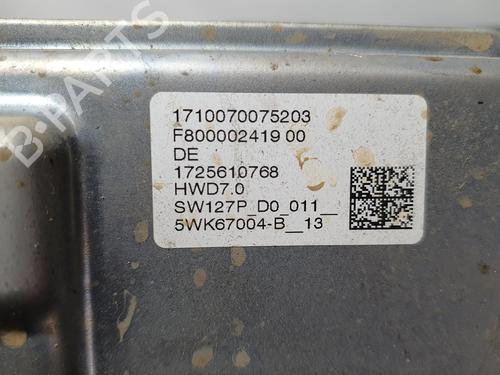 B-PARTS
1710070075203
F800002419 00
DE
1725610768
HWD7.0
SW127P_D0_011__
5WK67004-B__13